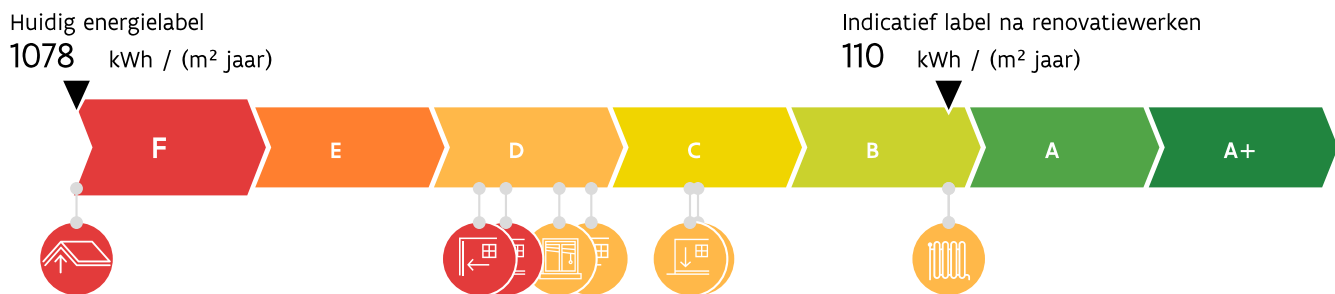 Huidig energielabel
1078 kWh / (m² jaar)
Indicatief label na renovatiewerken
110 kWh / (m² jaar)
F E D C B A A+